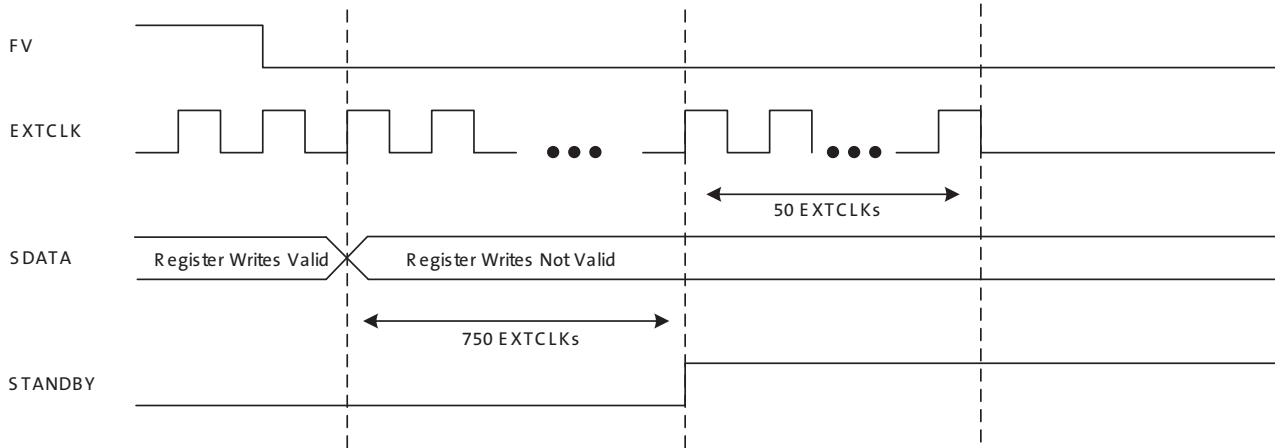 FV
EXTCLK
50 EXTCLKs
SDATA
Register Writes Valid
Register Writes Not Valid
750 EXTCLKs
STANDBY